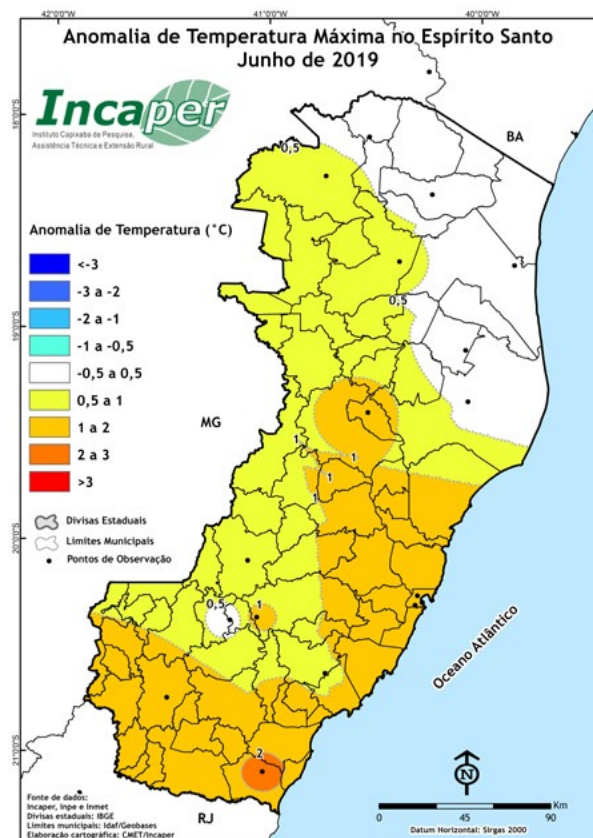 42°0'0"O
41°0'0"O
40°0'0"O
Anomalia de Temperatura Máxima no Espírito Santo
Junho de 2019
Incaper
Instituto Capixaba de Pesquisa,
Assistência Técnica e Extensão Rural
18°0'0"S
BA
0,5
Anomalia de Temperatura (°C)
<-3
-3 a -2
-2 a -1
-1 a -0,5
-0,5 a 0,5
0,5 a 1
1 a 2
2 a 3
>3
0,5
19°0'0"S
MG
1
1
1
1
Divisas Estaduais
Limites Municipais
Pontos de Observação
20°0'0"S
0,5
1
Oceano Atlântico
21°0'0"S
2
N
Km
0
45
90
Datum Horizontal: Sirgas 2000
Fonte de dados:
Incaper, Inpe e Inmet
Divisas estaduais: IBGE
Limites municipais: Idaf/Geobases
Elaboração cartográfica: CMET/Incaper
RJ